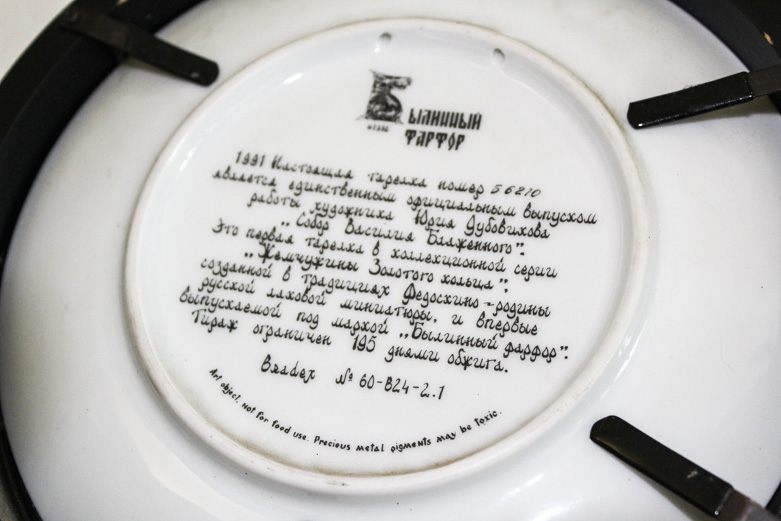 Былинный
фарфор
1991 Настоящая тарелка номер 56210
является единственным официальным выпуском
работы художника Юрия Дубовикова
„Собор Василия Блаженного".
Это первая тарелка в коллекционной серии
„Жемчужины Золотого кольца",
созданной в традициях Федоскино-родины
русской лаковой миниатюры, и впервые
выпускаемой под маркой „Былинный фарфор".
Тираж ограничен 195 днями обжига.
Bradex № 60-B24-2.1
Art object. Not for food use. Precious metal pigments may be toxic.